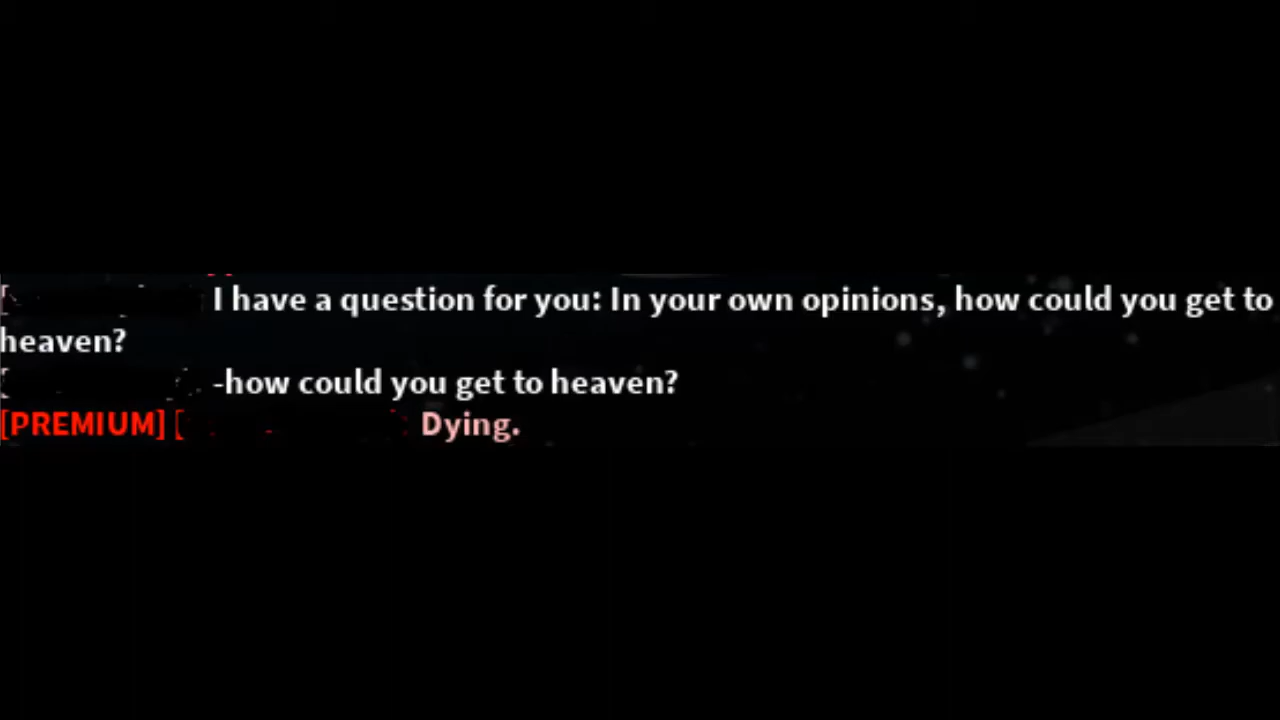 I have a question for you: In your own opinions, how could you get to
heaven?
-how could you get to heaven?
[PREMIUM] [ Dying.